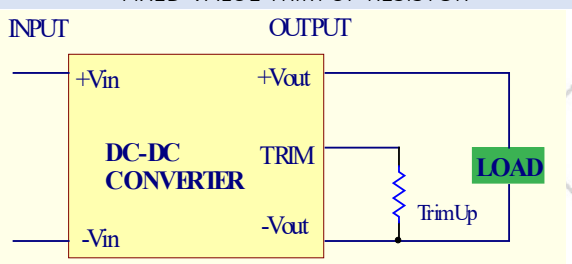 INPUT OUTPUT
+Vin +Vout
DC-DC TRIM
CONVERTER
LOAD
TrimUp
-Vin -Vout